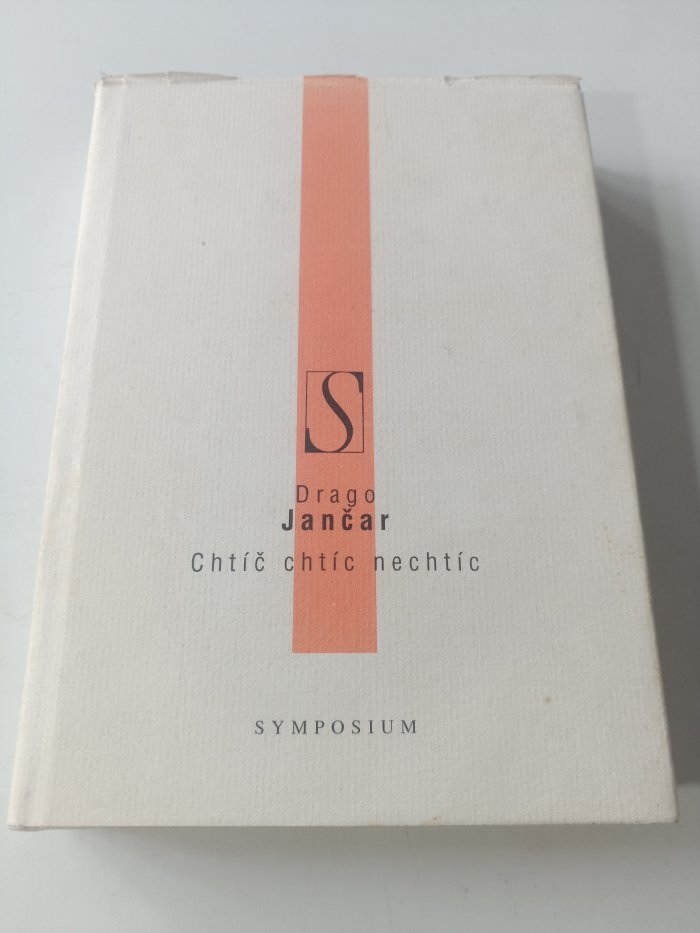 S
Drago
Jančar
Chtíč chtíc nechtíc
SYMPOSIUM